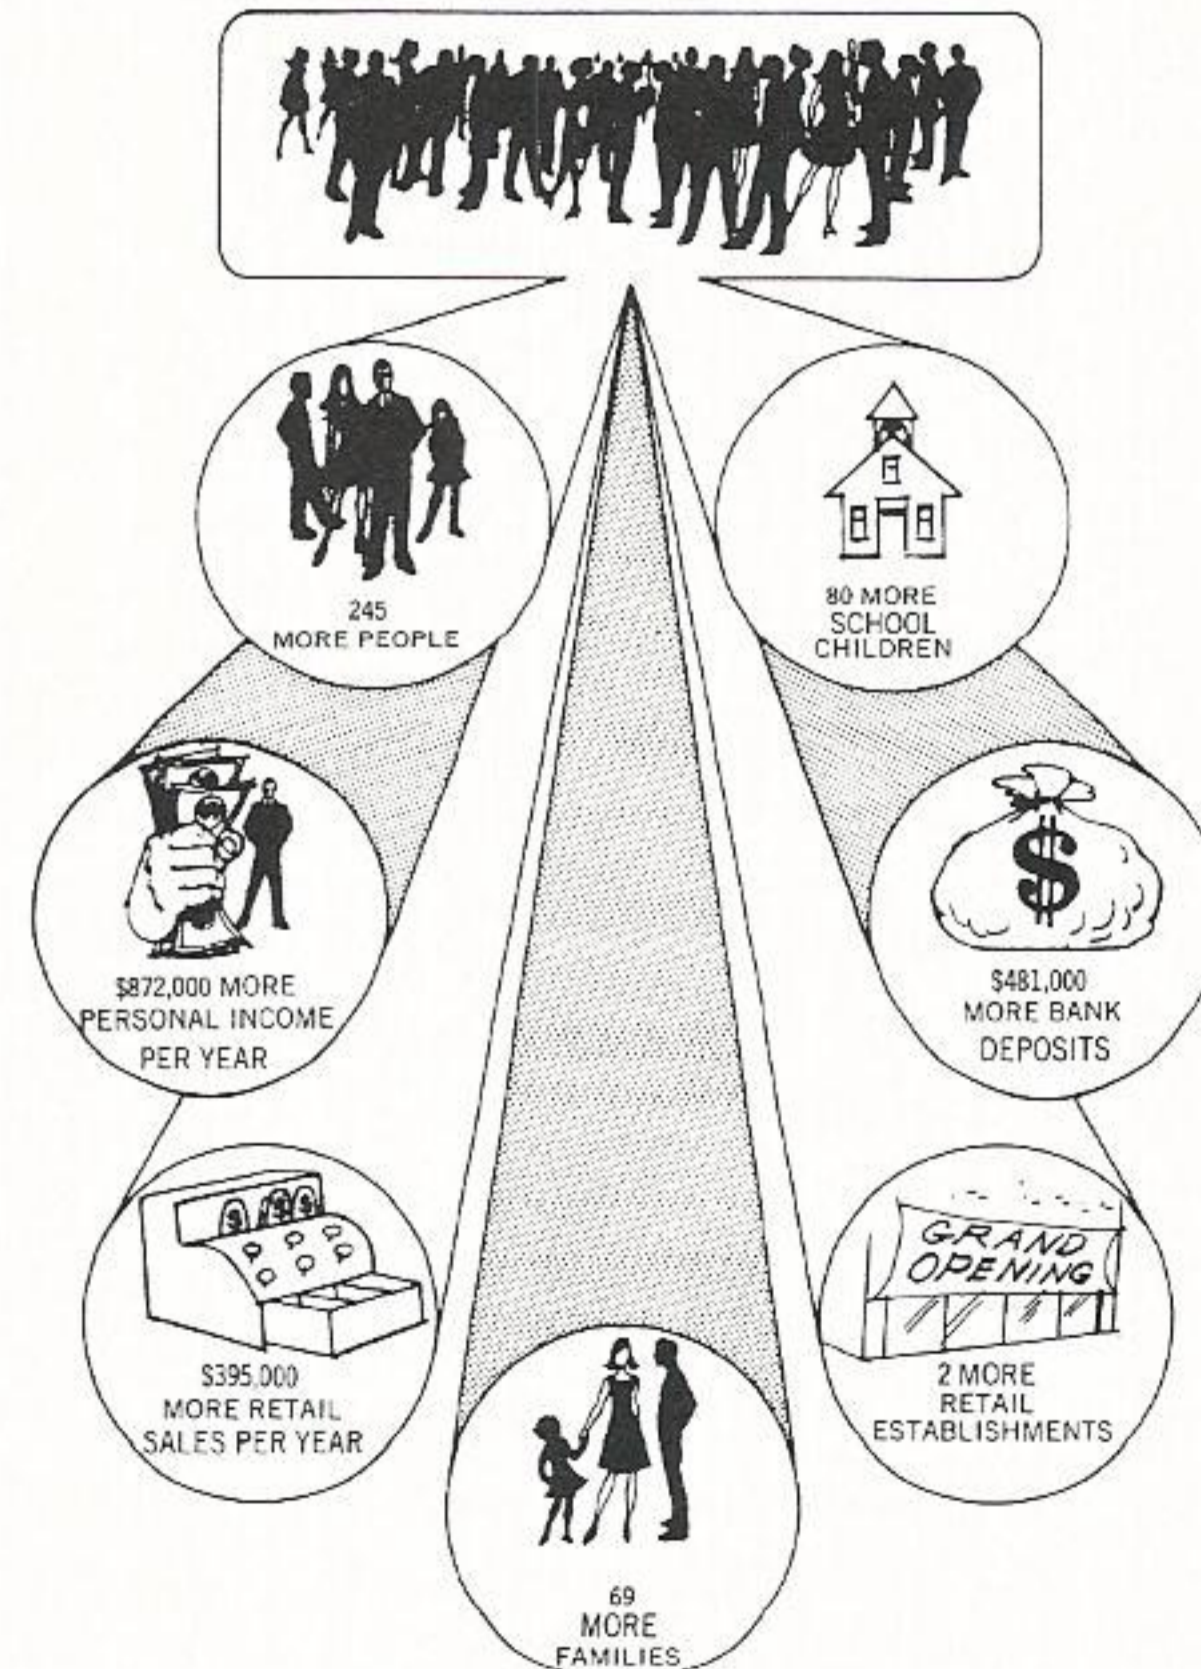 245
MORE PEOPLE
80 MORE
SCHOOL
CHILDREN
$872,000 MORE
PERSONAL INCOME
PER YEAR
$
$481,000
MORE BANK
DEPOSITS
$395,000
MORE RETAIL
SALES PER YEAR
GRAND
OPENING
2 MORE
RETAIL
ESTABLISHMENTS
69
MORE
FAMILIES